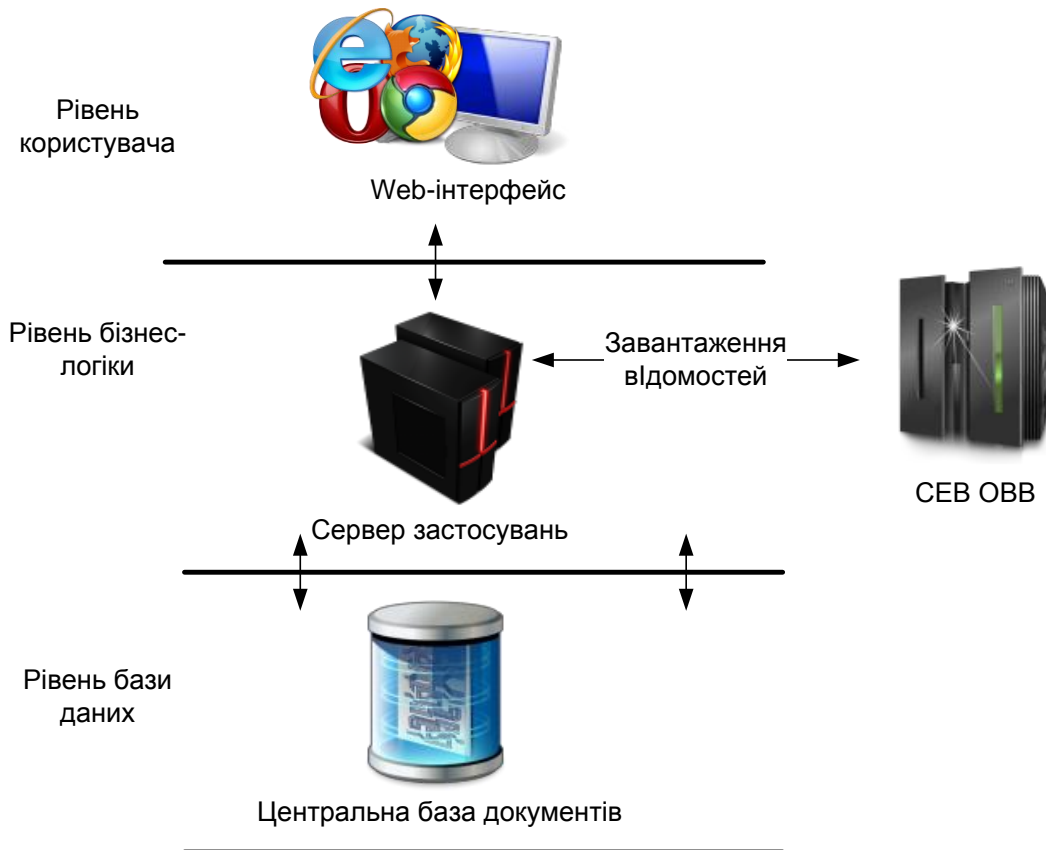 Рівень
користувача
Web-інтерфейс
Рівень бізнес-
логіки
Завантаження
вІдомостей
СЕВ ОВВ
Сервер застосувань
Рівень бази
даних
Центральна база документів